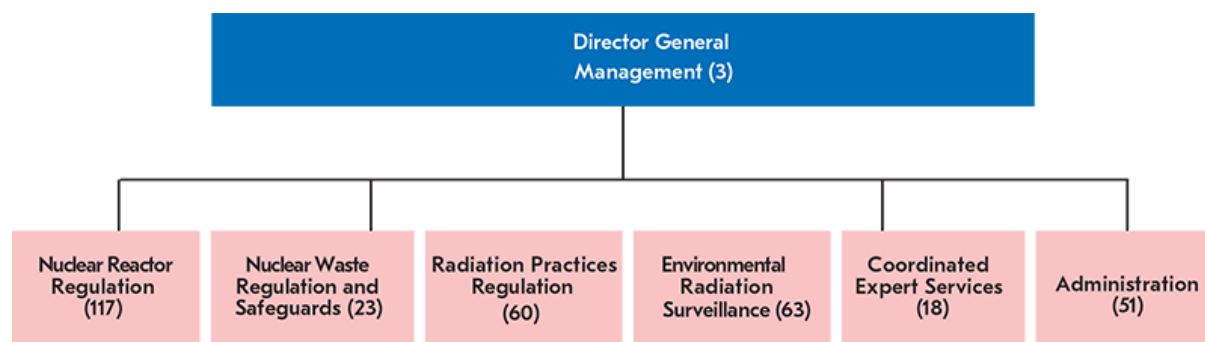 Director General
Management (3)
Nuclear Reactor
Regulation
(117)
Nuclear Waste
Regulation and
Safeguards (23)
Radiation Practices
Regulation
(60)
Environmental
Radiation
Surveillance (63)
Coordinated
Expert Services
(18)
Administration
(51)